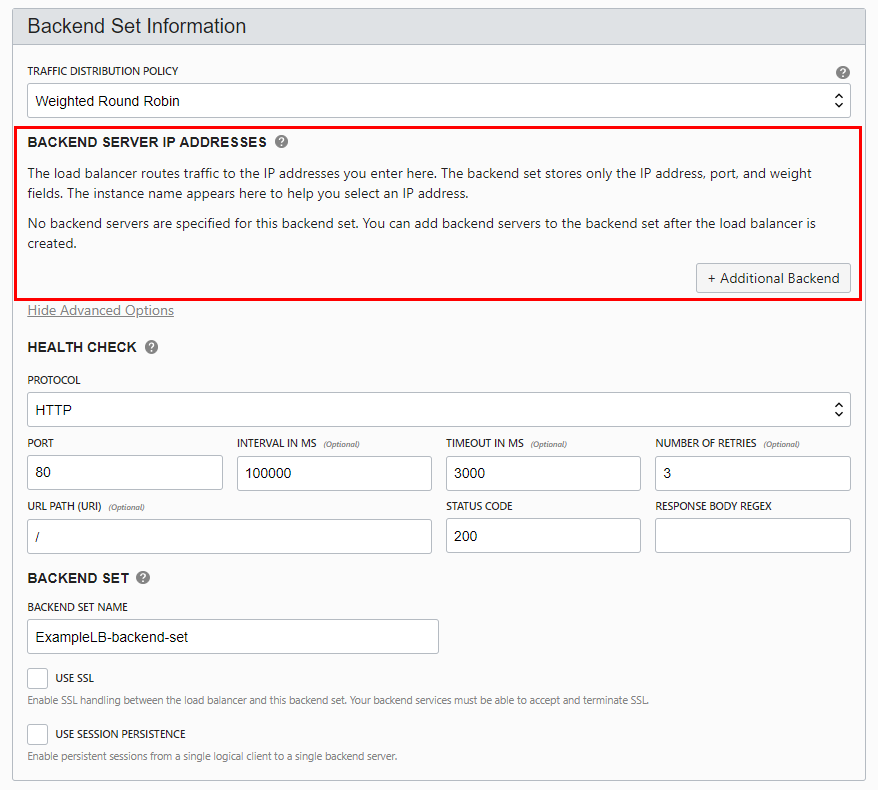 Backend Set Information
TRAFFIC DISTRIBUTION POLICY ?
Weighted Round Robin
BACKEND SERVER IP ADDRESSES ?
The load balancer routes traffic to the IP addresses you enter here. The backend set stores only the IP address, port, and weight
fields. The instance name appears here to help you select an IP address.
No backend servers are specified for this backend set. You can add backend servers to the backend set after the load balancer is
created.
+ Additional Backend
Hide Advanced Options
HEALTH CHECK ?
PROTOCOL
HTTP
PORT INTERVAL IN MS (Optional) TIMEOUT IN MS (Optional) NUMBER OF RETRIES (Optional)
80 100000 3000 3
URL PATH (URI) (Optional) STATUS CODE RESPONSE BODY REGEX
/ 200
BACKEND SET ?
BACKEND SET NAME
ExampleLB-backend-set
USE SSL
Enable SSL handling between the load balancer and this backend set. Your backend services must be able to accept and terminate SSL.
USE SESSION PERSISTENCE
Enable persistent sessions from a single logical client to a single backend server.